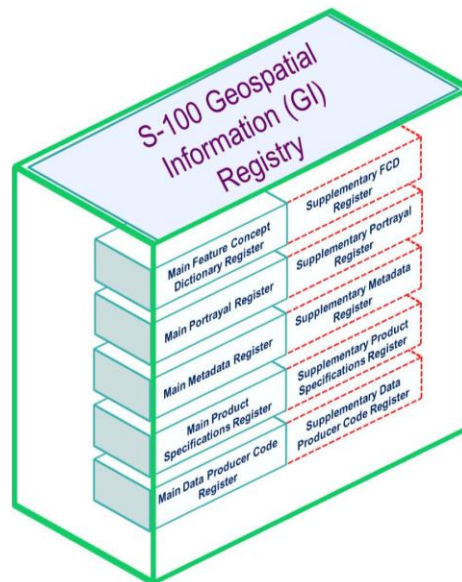 S-100 Geospatial
Information (GI)
Registry
Main Feature Concept
Dictionary Register
Supplementary FCD
Register
Main Portrayal Register
Supplementary Portrayal
Register
Main Metadata Register
Supplementary Metadata
Register
Main Product
Specifications Register
Supplementary Product
Specifications Register
Main Data Producer Code
Register
Supplementary Data
Producer Code Register